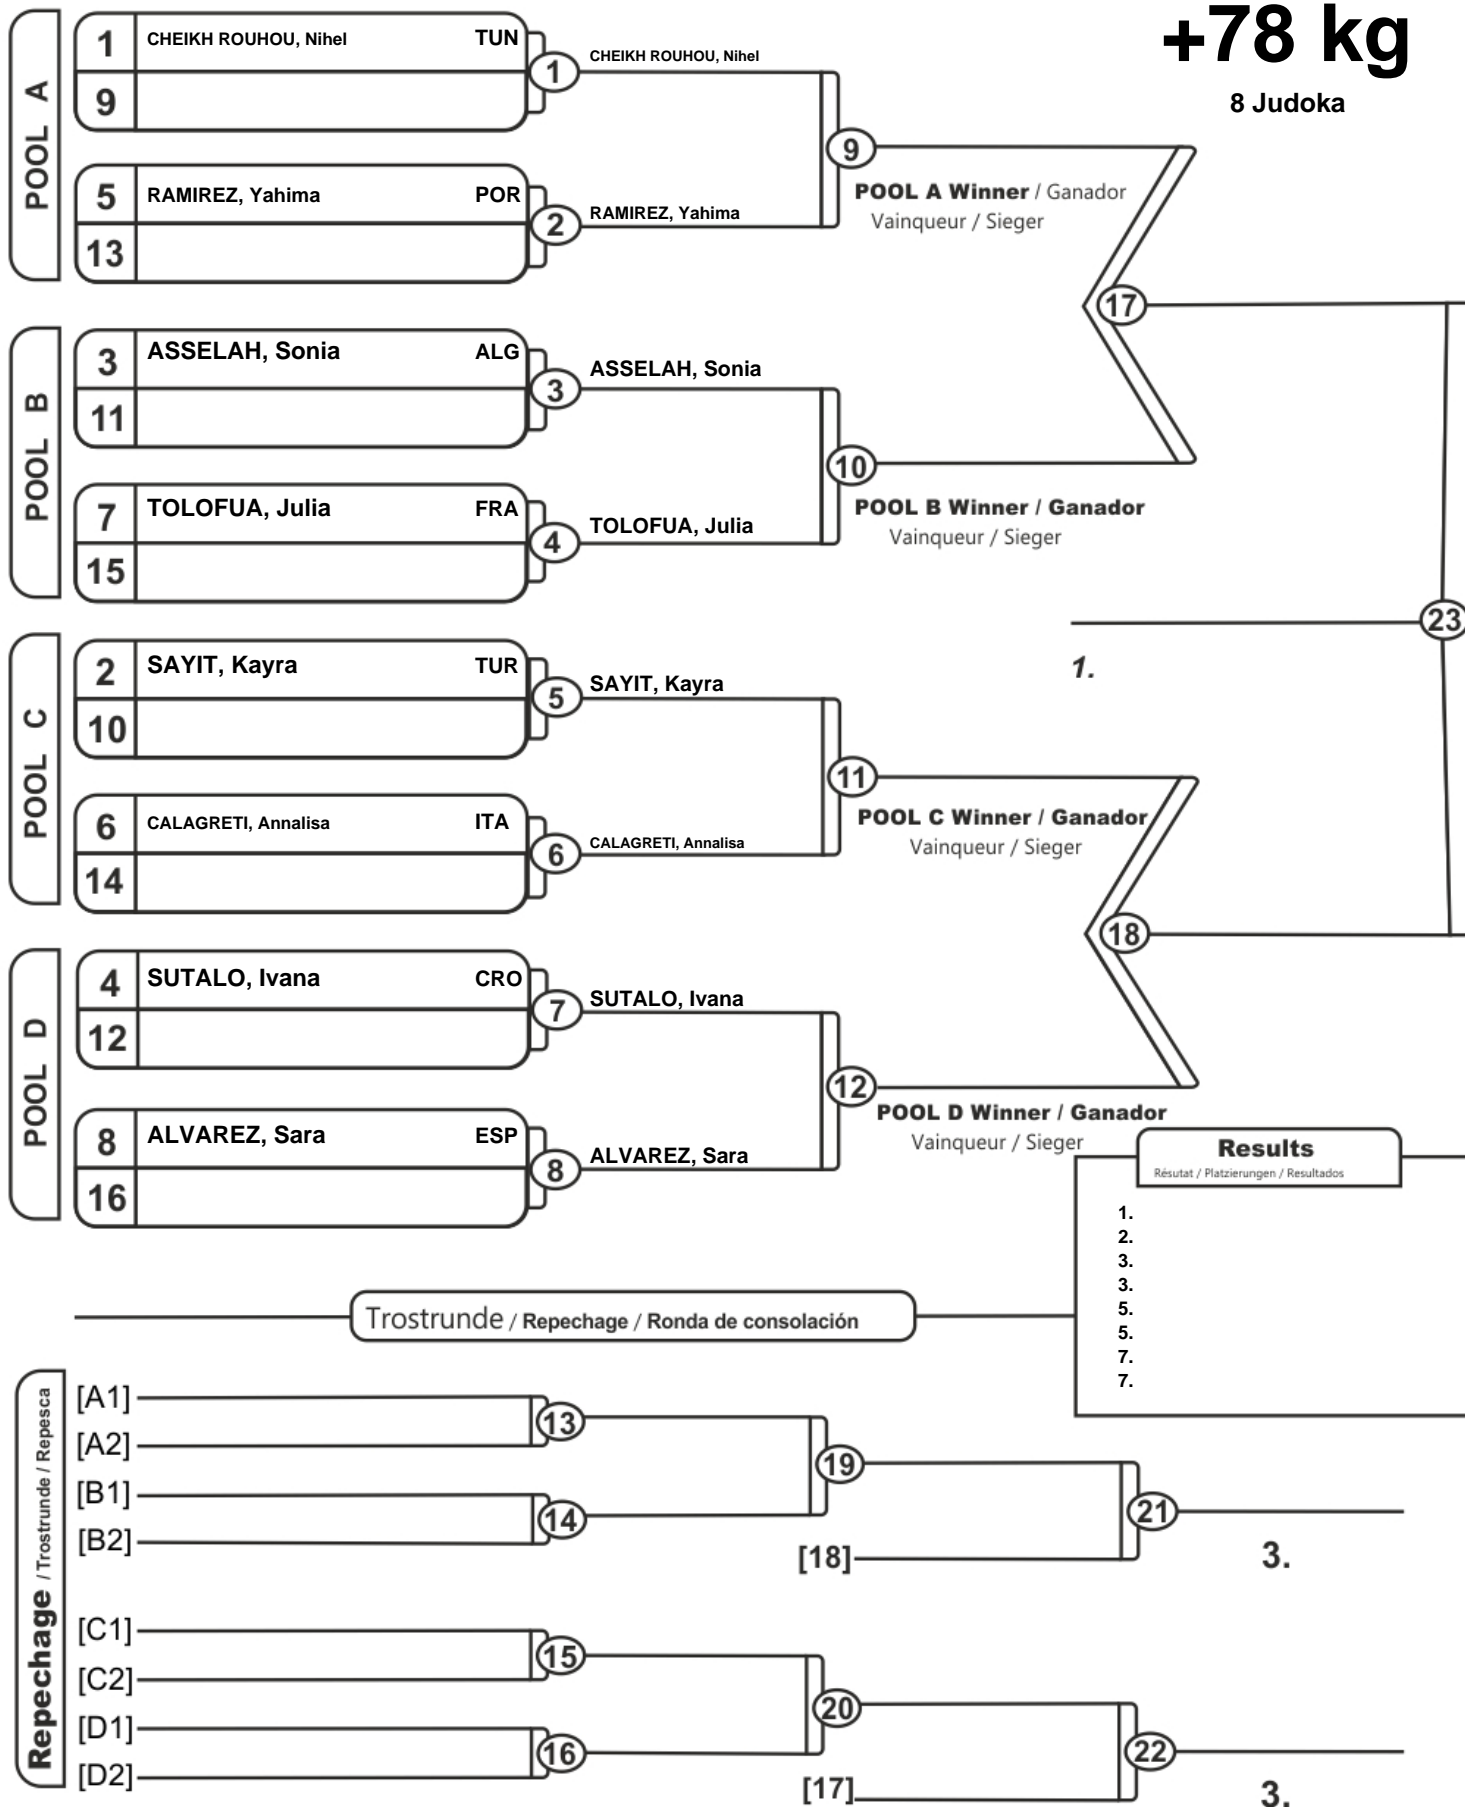 +78 kg
8 Judoka
POOL A
1 CHEIKH ROUHOU, Nihel TUN
9
1
CHEIKH ROUHOU, Nihel
5 RAMIREZ, Yahima POR
13
2
RAMIREZ, Yahima
9
POOL A Winner / Ganador
Vainqueur / Sieger
17
POOL B
3 ASSELAH, Sonia ALG
11
3
ASSELAH, Sonia
7 TOLOFUA, Julia FRA
15
4
TOLOFUA, Julia
10
POOL B Winner / Ganador
Vainqueur / Sieger
23
1.
POOL C
2 SAYIT, Kayra TUR
10
5
SAYIT, Kayra
6 CALAGRETI, Annalisa ITA
14
6
CALAGRETI, Annalisa
11
POOL C Winner / Ganador
Vainqueur / Sieger
18
POOL D
4 SUTALO, Ivana CRO
12
7
SUTALO, Ivana
8 ALVAREZ, Sara ESP
16
8
ALVAREZ, Sara
12
POOL D Winner / Ganador
Vainqueur / Sieger
Results
Résutat / Platzierungen / Resultados
1.
2.
3.
3.
5.
5.
7.
7.
Trostrunde / Repechage / Ronda de consolación
Repechage / Trostrunde / Repesca
[A1]
[A2]
13
[B1]
[B2]
14
19
[18]
21
3.
[C1]
[C2]
15
[D1]
[D2]
16
20
[17]
22
3.